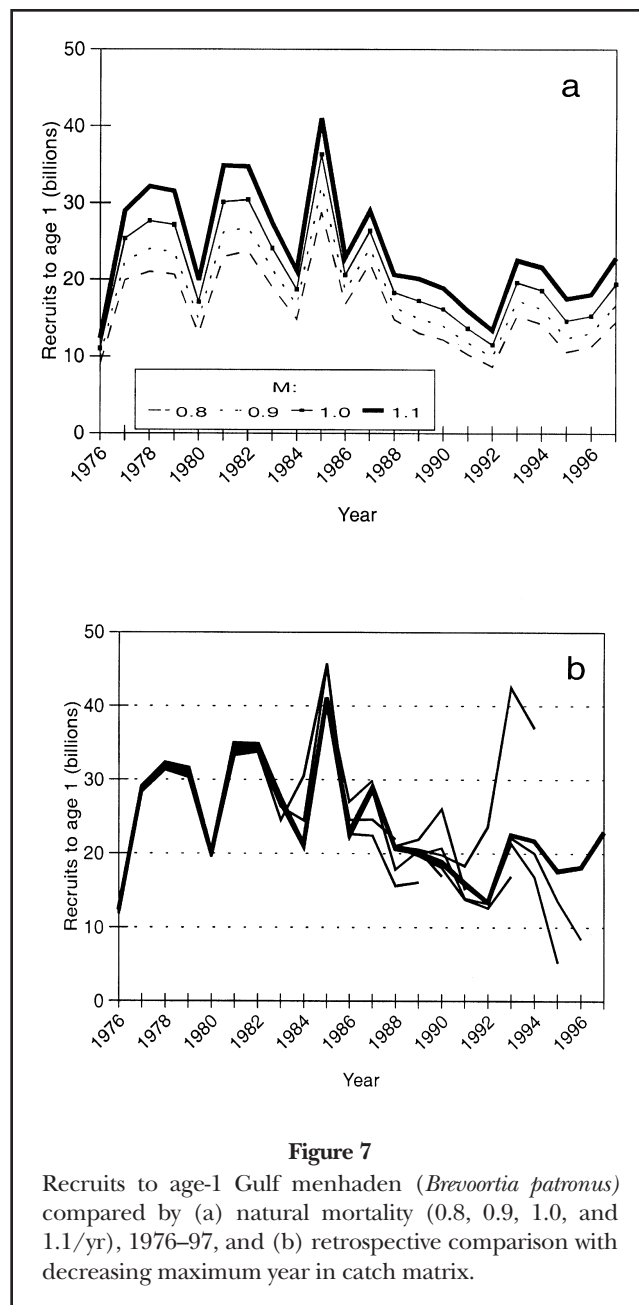 a
50
40
30
20
10
0
Recruits to age 1 (billions)
M:
0.8 0.9 1.0 1.1
1976 1978 1980 1982 1984 1986 1988 1990 1992 1994 1996
Year
b
50
40
30
20
10
0
Recruits to age 1 (billions)
1976 1978 1980 1982 1984 1986 1988 1990 1992 1994 1996
Year
Figure 7
Recruits to age-1 Gulf menhaden (Brevoortia patronus)
compared by (a) natural mortality (0.8, 0.9, 1.0, and
1.1/yr), 1976–97, and (b) retrospective comparison with
decreasing maximum year in catch matrix.